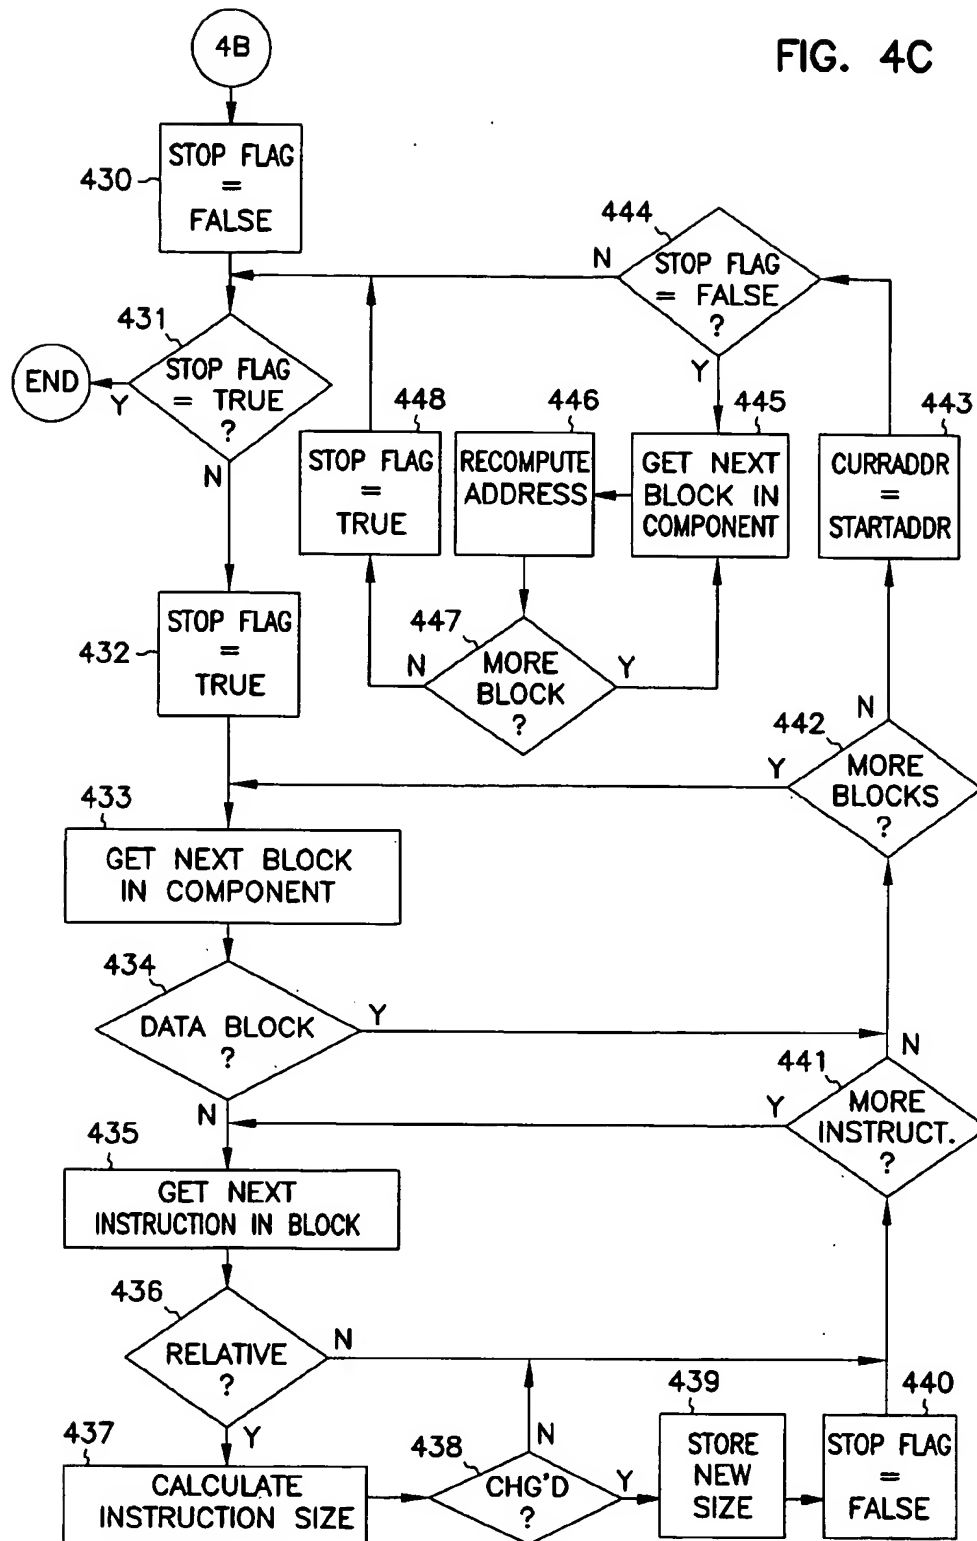 FIG. 4C
4B
430
STOP FLAG
=
FALSE
431
STOP FLAG
= TRUE
?
Y
N
END
432
STOP FLAG
=
TRUE
444
STOP FLAG
= FALSE
?
N
Y
448
STOP FLAG
=
TRUE
446
RECOMPUTE
ADDRESS
445
GET NEXT
BLOCK IN
COMPONENT
443
CURRADDR
=
STARTADDR
447
MORE
BLOCK
?
N
Y
442
MORE
BLOCKS
?
N
Y
433
GET NEXT BLOCK
IN COMPONENT
434
DATA BLOCK
?
Y
N
441
MORE
INSTRUCT.
?
N
Y
435
GET NEXT
INSTRUCTION IN BLOCK
436
RELATIVE
?
N
Y
437
CALCULATE
INSTRUCTION SIZE
438
CHG'D
?
N
Y
439
STORE
NEW
SIZE
440
STOP FLAG
=
FALSE